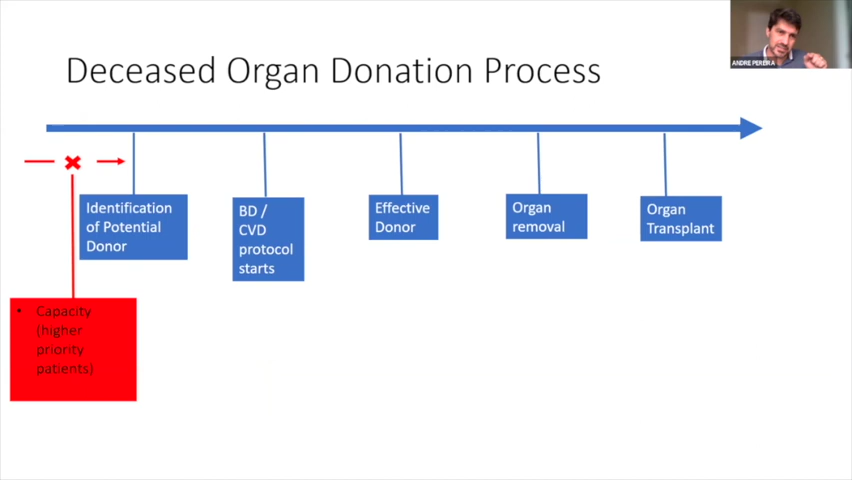 ANDRE PEREIRA
Deceased Organ Donation Process
Identification
of Potential
Donor
BD /
CVD
protocol
starts
Effective
Donor
Organ
removal
Organ
Transplant
• Capacity
(higher
priority
patients)